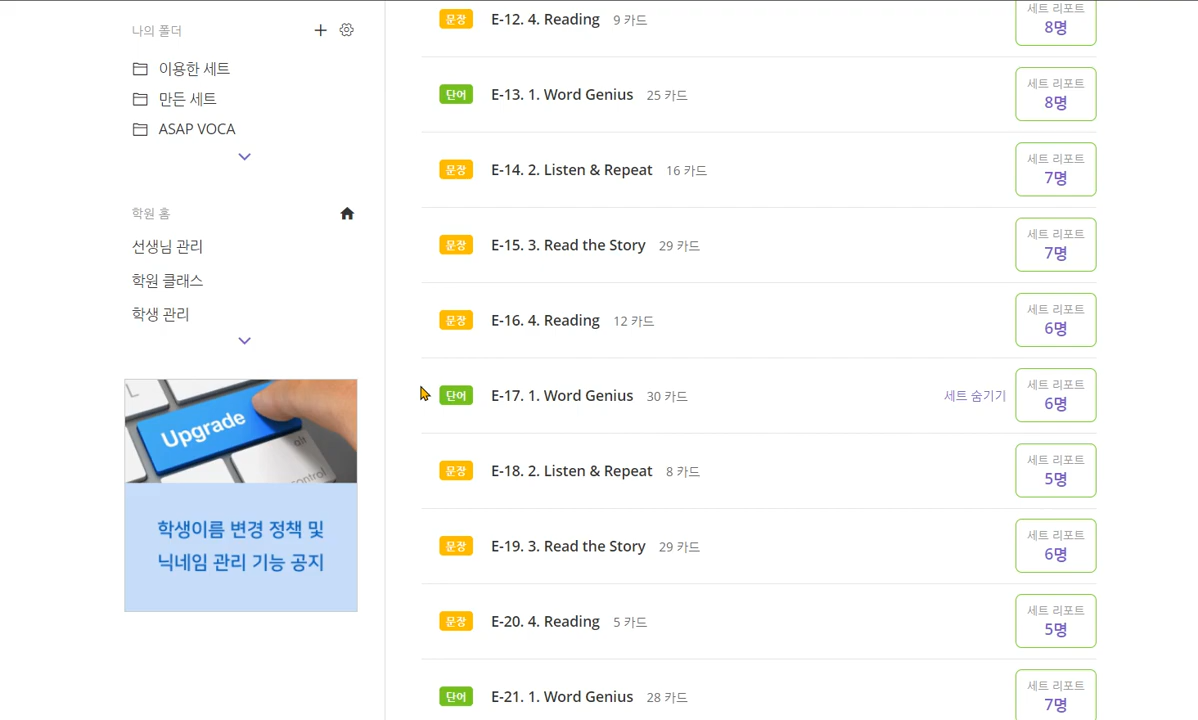 나의 폴더
이용한 세트
만든 세트
ASAP VOCA
학원 홈
선생님 관리
학원 클래스
학생 관리
Upgrade
alt
control
L
학생이름 변경 정책 및
닉네임 관리 기능 공지
문장 E-12. 4. Reading 9 카드 세트 리포트
8명
단어 E-13. 1. Word Genius 25 카드 세트 리포트
8명
문장 E-14. 2. Listen & Repeat 16 카드 세트 리포트
7명
문장 E-15. 3. Read the Story 29 카드 세트 리포트
7명
문장 E-16. 4. Reading 12 카드 세트 리포트
6명
단어 E-17. 1. Word Genius 30 카드 세트 숨기기 세트 리포트
6명
문장 E-18. 2. Listen & Repeat 8 카드 세트 리포트
5명
문장 E-19. 3. Read the Story 29 카드 세트 리포트
6명
문장 E-20. 4. Reading 5 카드 세트 리포트
5명
단어 E-21. 1. Word Genius 28 카드 세트 리포트
7명